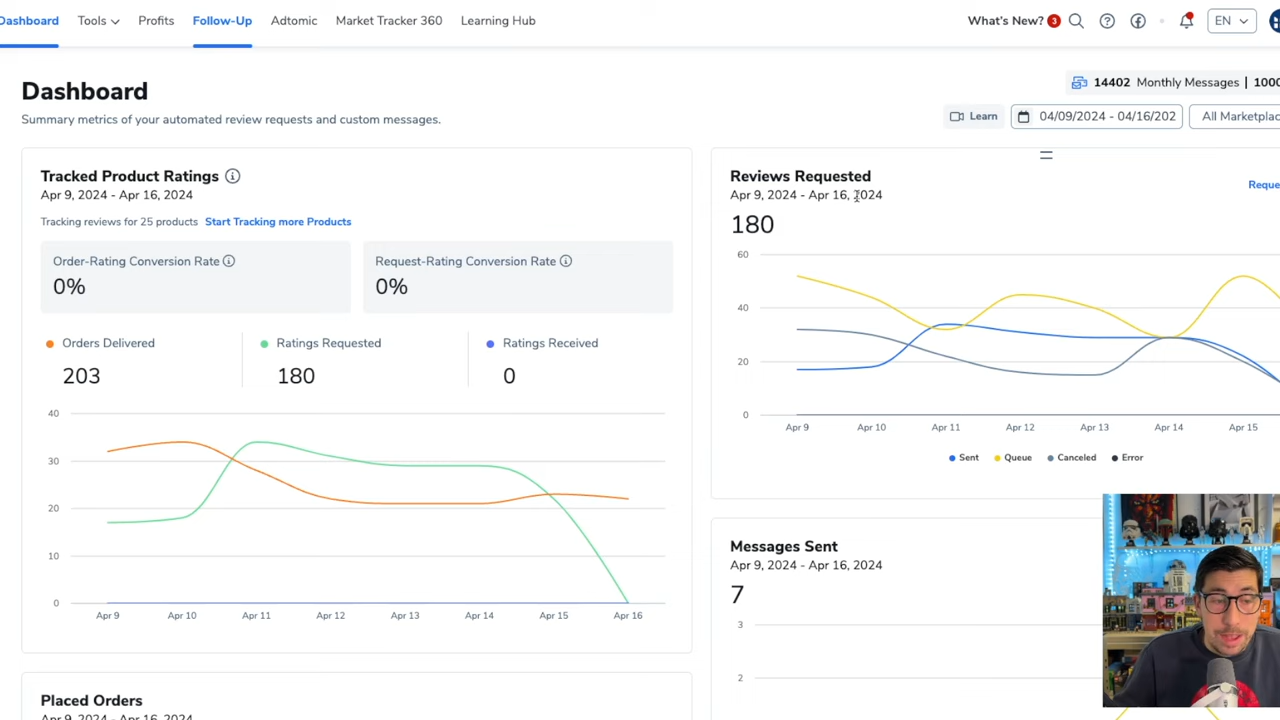 Dashboard
Tools
Profits
Follow-Up
Adtomic
Market Tracker 360
Learning Hub
What's New? 3
EN
Dashboard
Summary metrics of your automated review requests and custom messages.
14402 Monthly Messages | 1000
Learn
04/09/2024 - 04/16/202
All Marketplac
Tracked Product Ratings
Apr 9, 2024 - Apr 16, 2024
Tracking reviews for 25 products Start Tracking more Products
Order-Rating Conversion Rate
0%
Request-Rating Conversion Rate
0%
Orders Delivered
203
Ratings Requested
180
Ratings Received
0
40
30
20
10
0
Apr 9 Apr 10 Apr 11 Apr 12 Apr 13 Apr 14 Apr 15 Apr 16
Placed Orders
Apr 9, 2024 - Apr 16, 2024
Reviews Requested
Apr 9, 2024 - Apr 16, 2024
Reque
180
60
40
20
0
Apr 9 Apr 10 Apr 11 Apr 12 Apr 13 Apr 14 Apr 15
Sent Queue Canceled Error
Messages Sent
Apr 9, 2024 - Apr 16, 2024
7
3
2